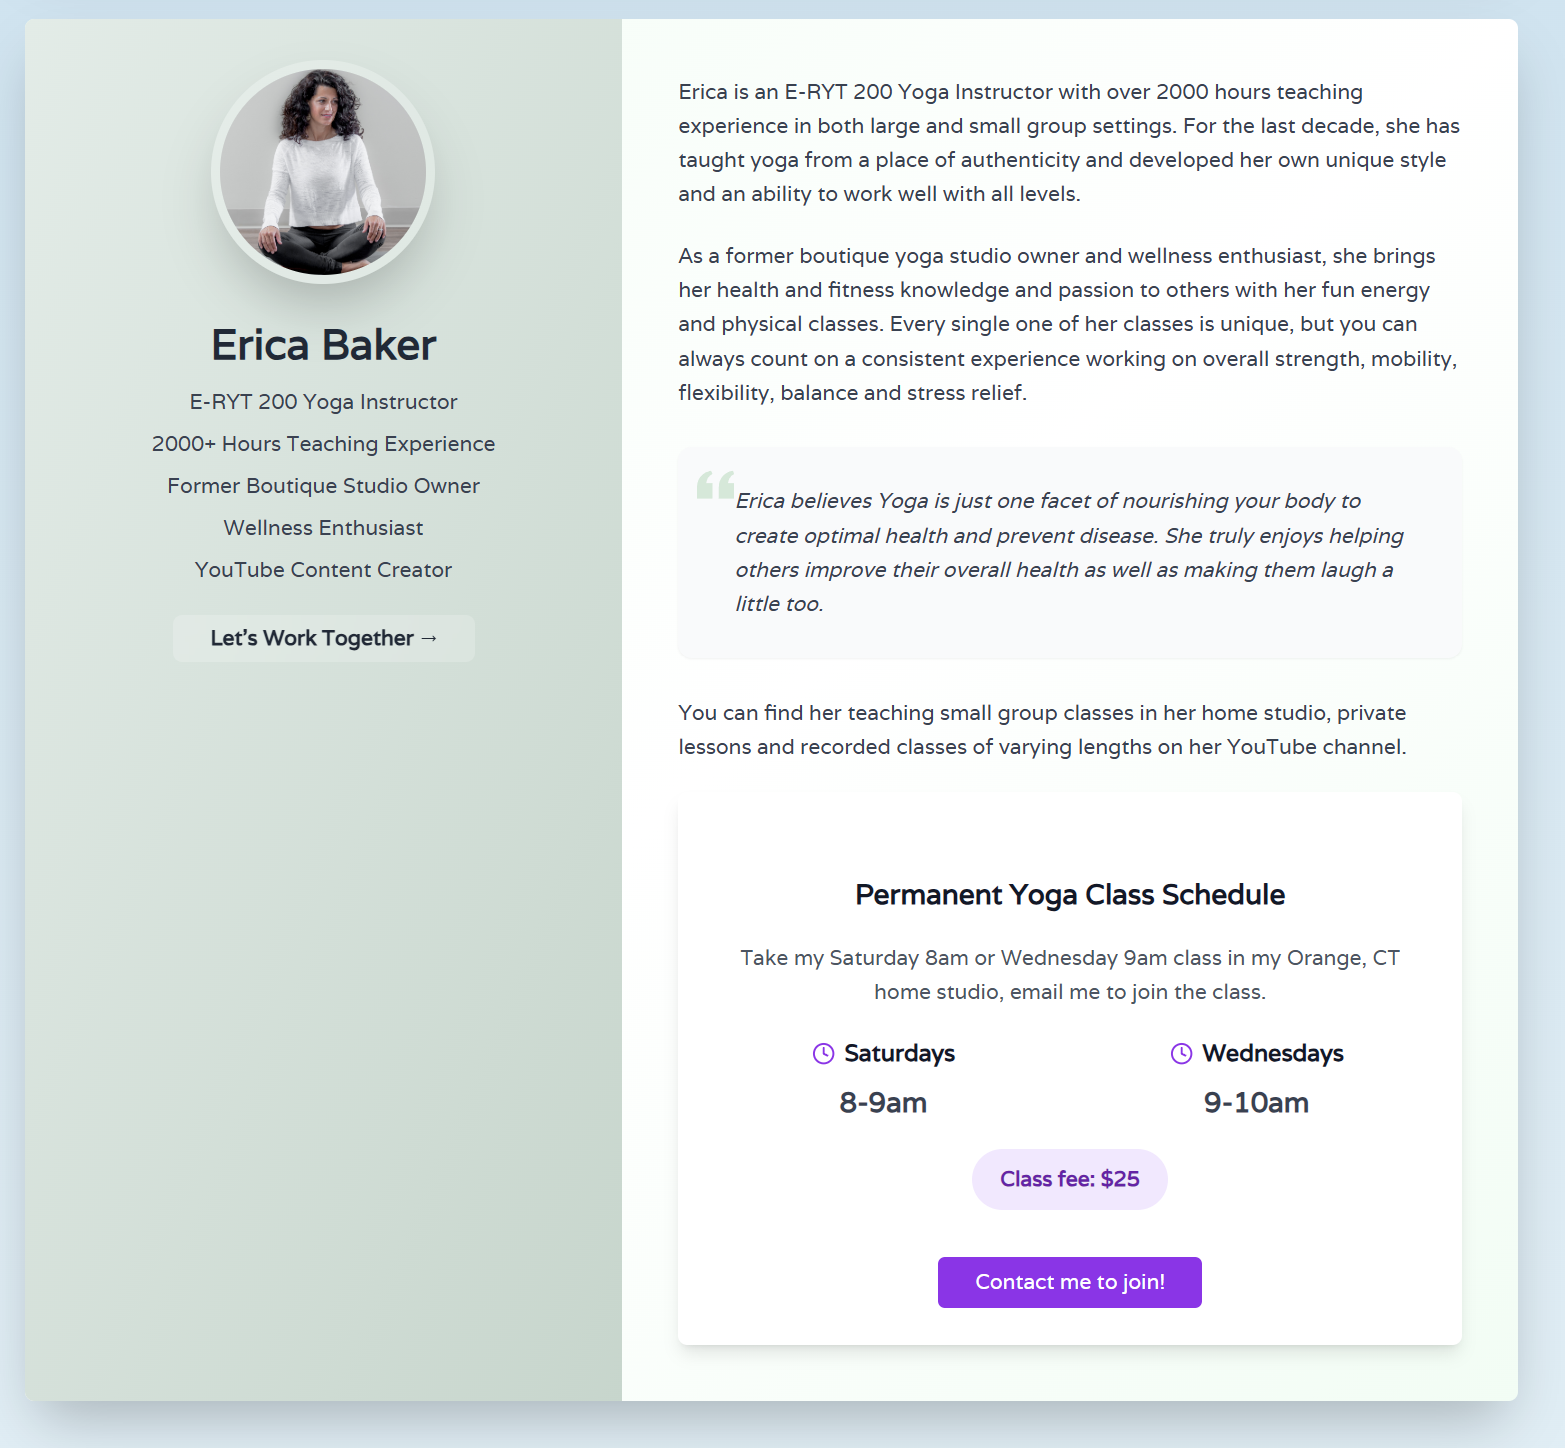 Erica Baker
E-RYT 200 Yoga Instructor
2000+ Hours Teaching Experience
Former Boutique Studio Owner
Wellness Enthusiast
YouTube Content Creator
Let's Work Together →
Erica is an E-RYT 200 Yoga Instructor with over 2000 hours teaching
experience in both large and small group settings. For the last decade, she has
taught yoga from a place of authenticity and developed her own unique style
and an ability to work well with all levels.
As a former boutique yoga studio owner and wellness enthusiast, she brings
her health and fitness knowledge and passion to others with her fun energy
and physical classes. Every single one of her classes is unique, but you can
always count on a consistent experience working on overall strength, mobility,
flexibility, balance and stress relief.
“Erica believes Yoga is just one facet of nourishing your body to
create optimal health and prevent disease. She truly enjoys helping
others improve their overall health as well as making them laugh a
little too.
You can find her teaching small group classes in her home studio, private
lessons and recorded classes of varying lengths on her YouTube channel.
Permanent Yoga Class Schedule
Take my Saturday 8am or Wednesday 9am class in my Orange, CT
home studio, email me to join the class.
Saturdays
8-9am
Wednesdays
9-10am
Class fee: $25
Contact me to join!